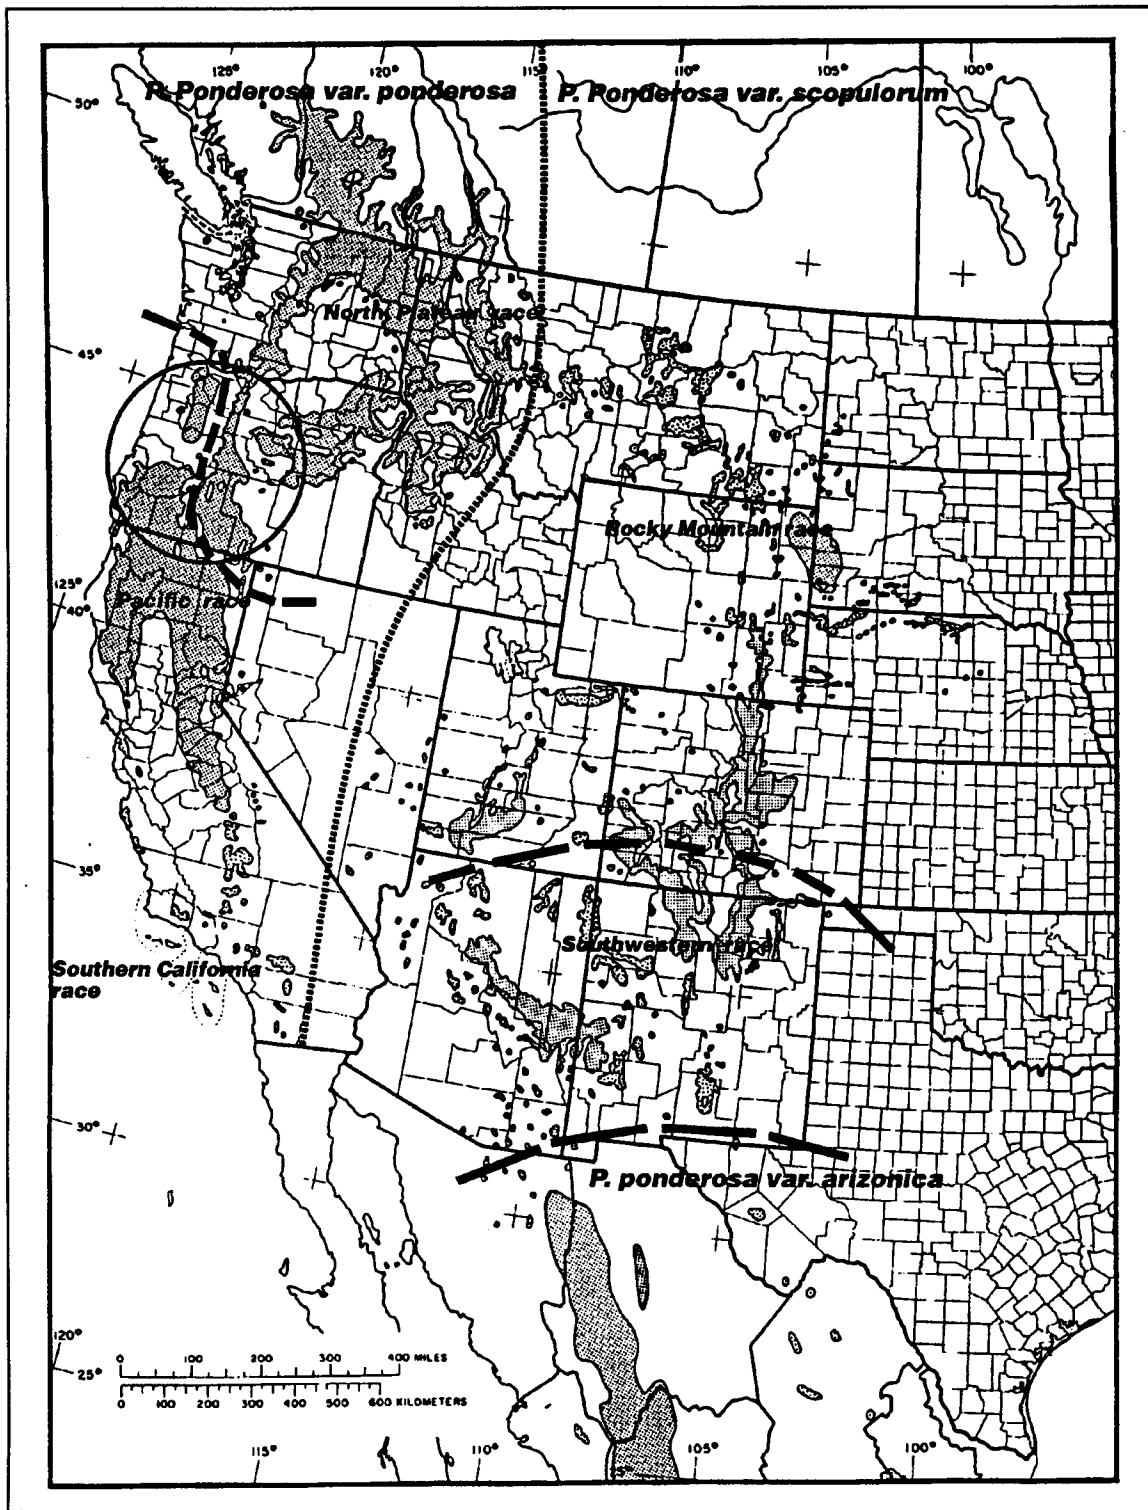 125°
120°
115°
110°
105°
100°
50°
P. Ponderosa var. ponderosa
P. Ponderosa var. scopulorum
North Plateau race
45°
Rocky Mountain race
125°
40°
Pacific race
35°
Southwestern race
Southern California
race
30°
P. ponderosa var. arizonica
120°
25°
0 100 200 300 400 MILES
0 100 200 300 400 500 600 KILOMETERS
115°
110°
105°
100°